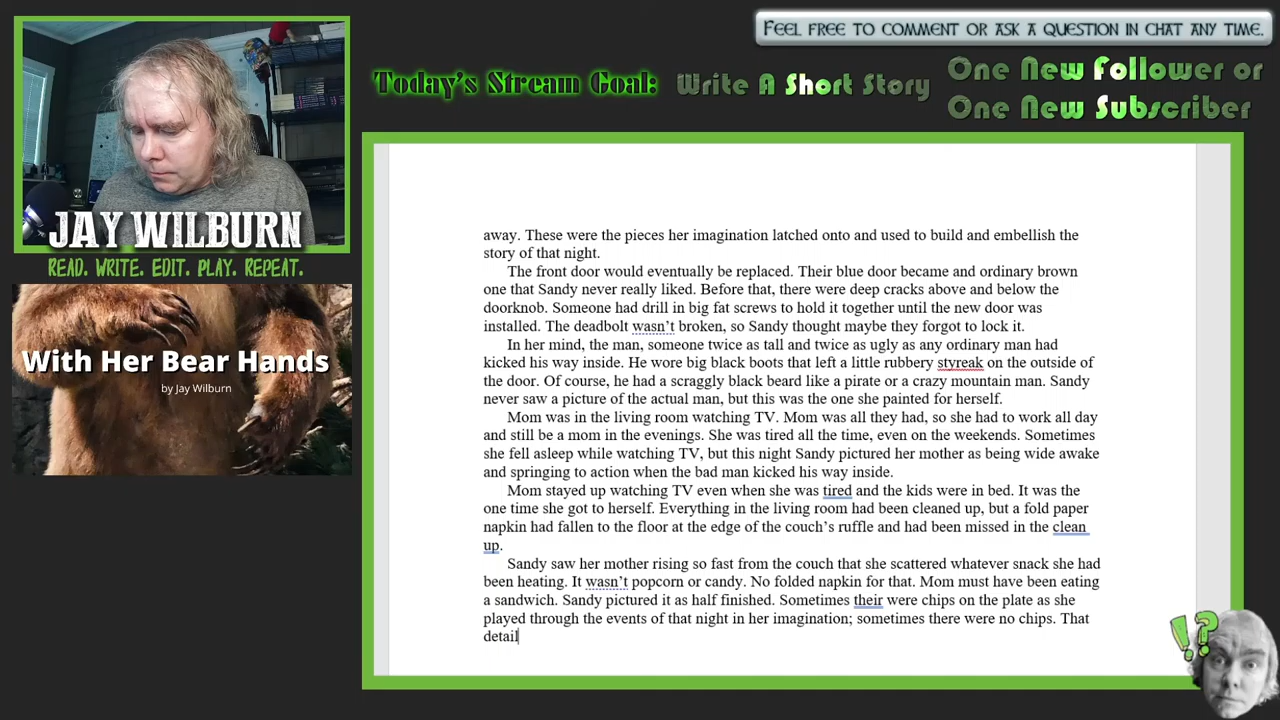 FEEL FREE TO COMMENT OR ASK A QUESTION IN CHAT ANY TIME.
Today's Stream Goal:
Write A Short Story
One New Follower or
One New Subscriber
JAY WILBURN
READ. WRITE. EDIT. PLAY. REPEAT.
With Her Bear Hands
by Jay Wilburn
away. These were the pieces her imagination latched onto and used to build and embellish the
story of that night.
The front door would eventually be replaced. Their blue door became and ordinary brown
one that Sandy never really liked. Before that, there were deep cracks above and below the
doorknob. Someone had drill in big fat screws to hold it together until the new door was
installed. The deadbolt wasn't broken, so Sandy thought maybe they forgot to lock it.
In her mind, the man, someone twice as tall and twice as ugly as any ordinary man had
kicked his way inside. He wore big black boots that left a little rubbery styreak on the outside of
the door. Of course, he had a scraggly black beard like a pirate or a crazy mountain man. Sandy
never saw a picture of the actual man, but this was the one she painted for herself.
Mom was in the living room watching TV. Mom was all they had, so she had to work all day
and still be a mom in the evenings. She was tired all the time, even on the weekends. Sometimes
she fell asleep while watching TV, but this night Sandy pictured her mother as being wide awake
and springing to action when the bad man kicked his way inside.
Mom stayed up watching TV even when she was tired and the kids were in bed. It was the
one time she got to herself. Everything in the living room had been cleaned up, but a fold paper
napkin had fallen to the floor at the edge of the couch's ruffle and had been missed in the clean
up.
Sandy saw her mother rising so fast from the couch that she scattered whatever snack she had
been heating. It wasn't popcorn or candy. No folded napkin for that. Mom must have been eating
a sandwich. Sandy pictured it as half finished. Sometimes their were chips on the plate as she
played through the events of that night in her imagination; sometimes there were no chips. That
detail
!?